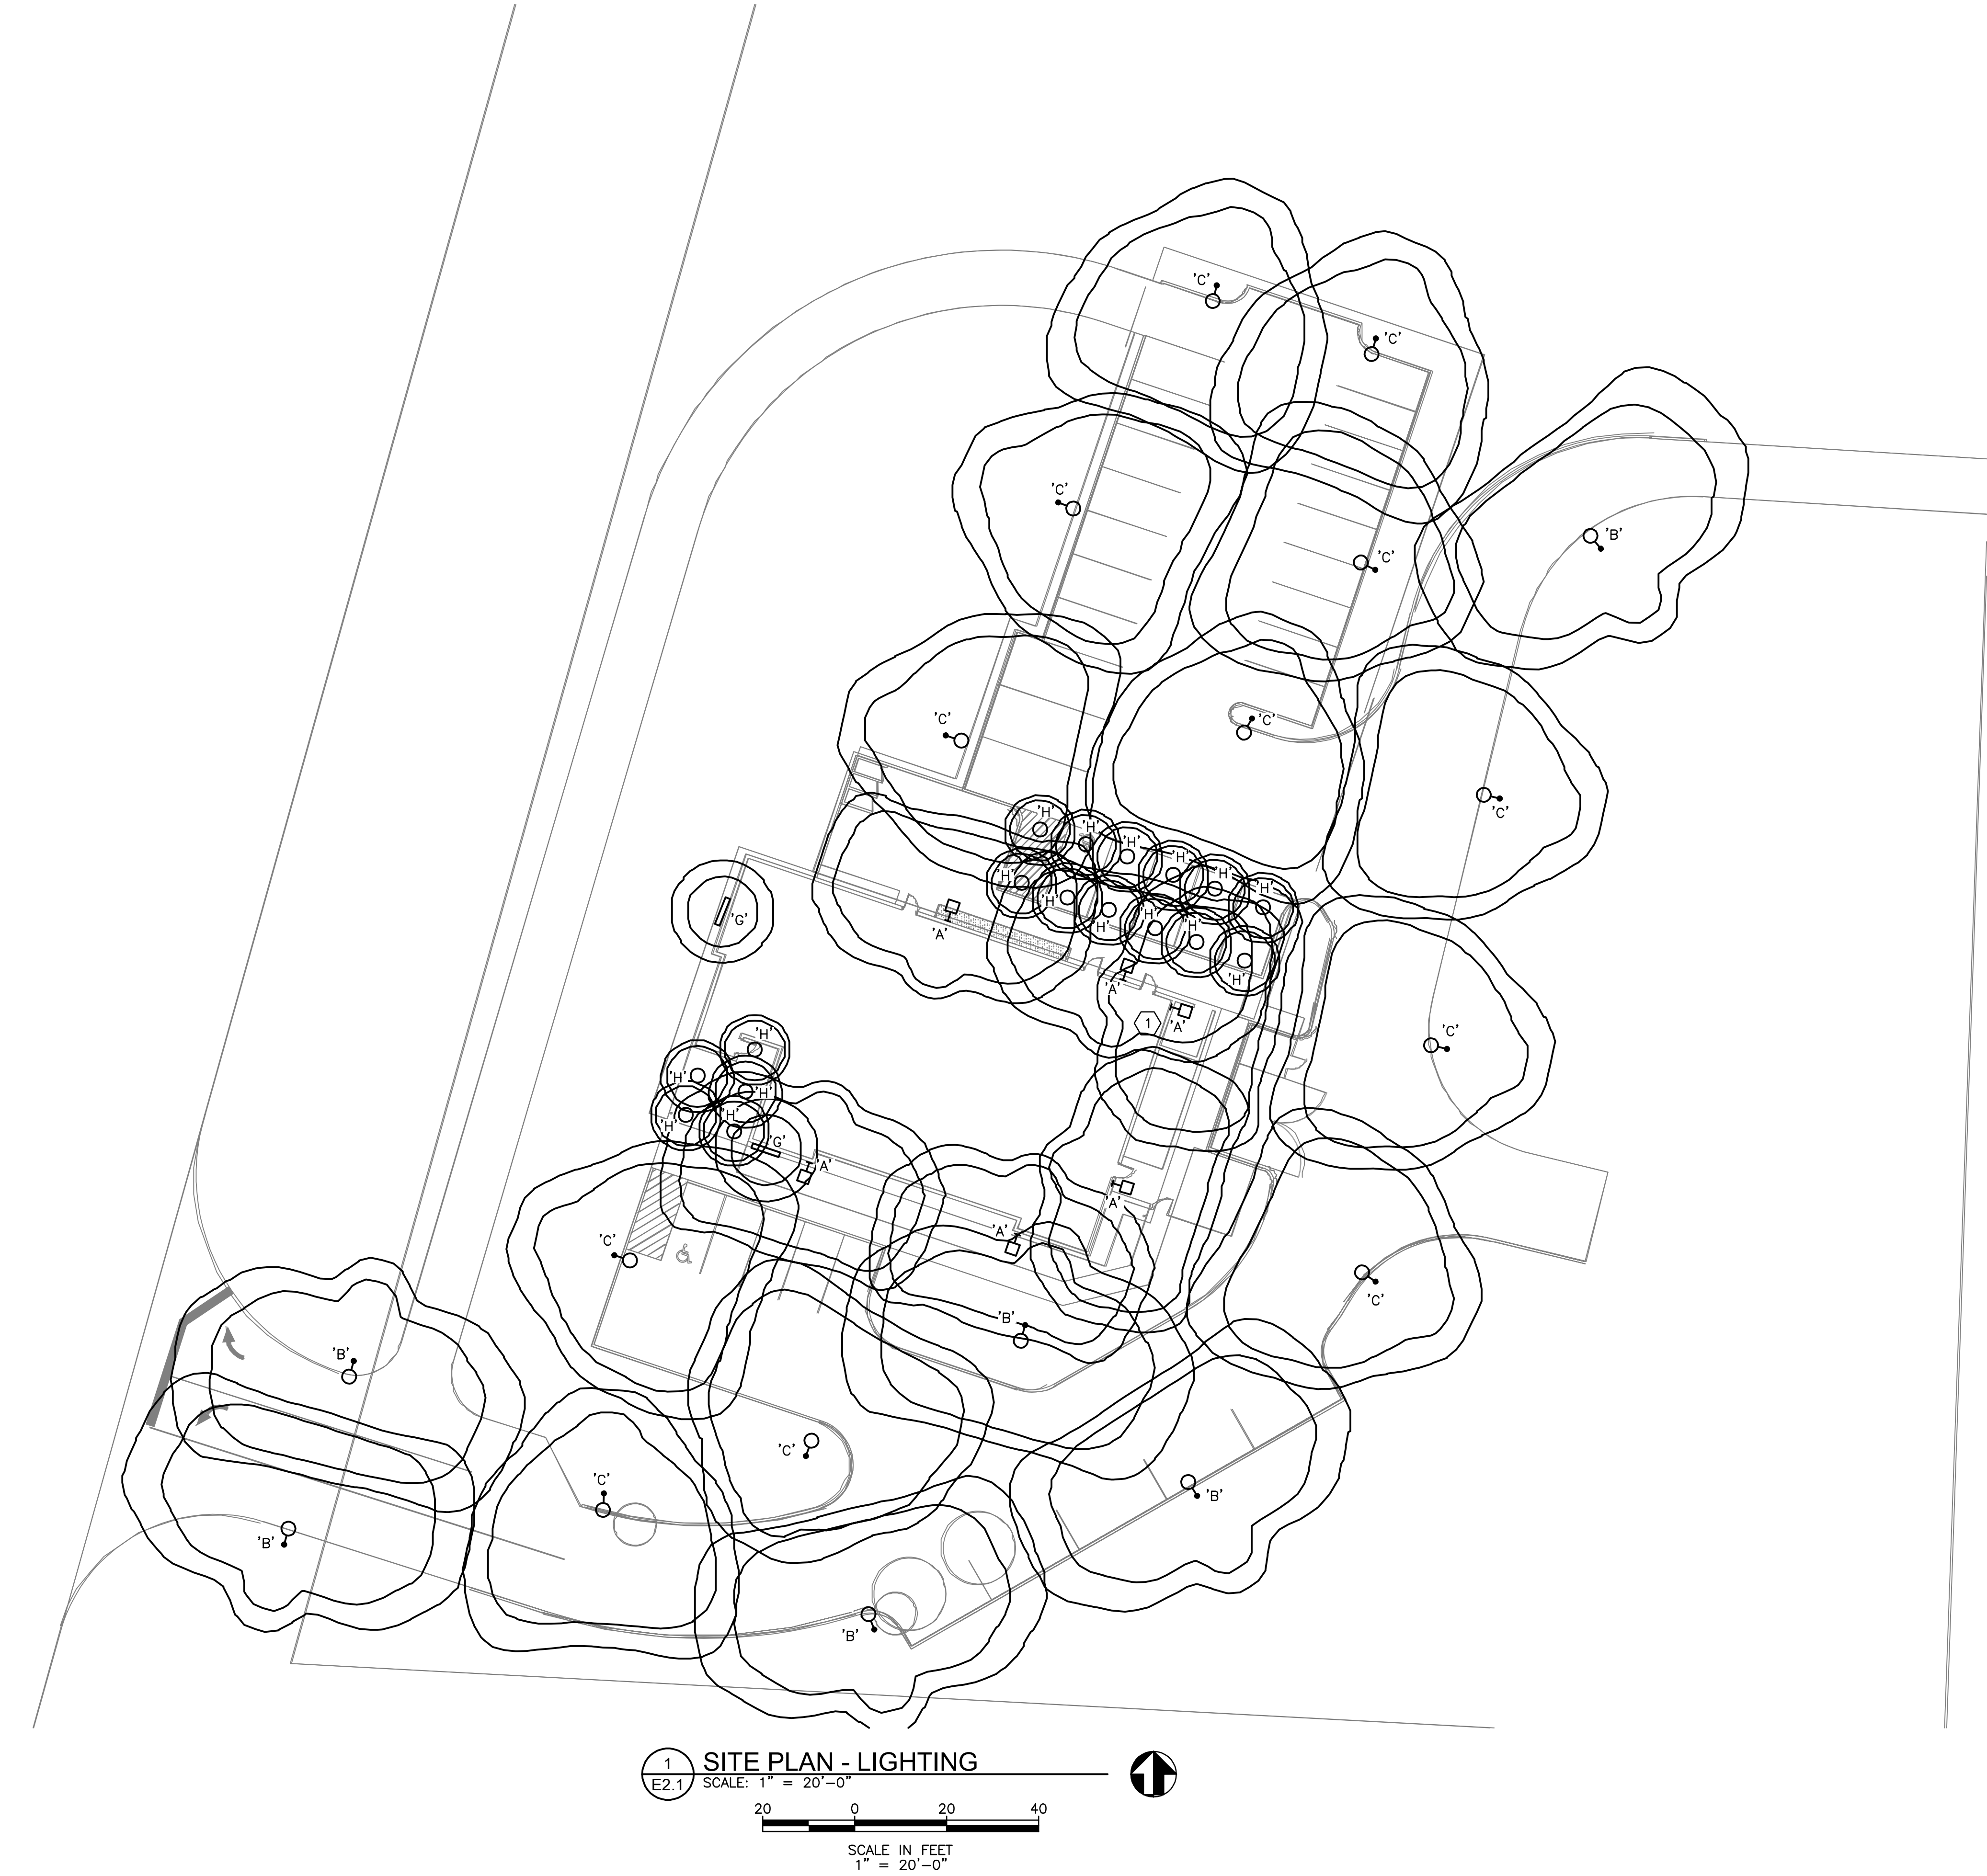 'C'
'C'
'C'
'B'
'C'
'C'
'C'
'C'
'H'
'H'
'H'
'H'
'H'
'H'
'H'
'H'
'H'
'H'
'H'
'H'
'G'
'A'
'A'
1
'A'
'C'
'H'
'H'
'H'
'H'
'H'
'G'
'A'
'A'
'A'
'C'
'C'
'B'
'B'
'C'
'C'
'B'
'B'
'B'
1
E2.1
SITE PLAN - LIGHTING
SCALE: 1" = 20'-0"
20 0 20 40
SCALE IN FEET
1" = 20'-0"